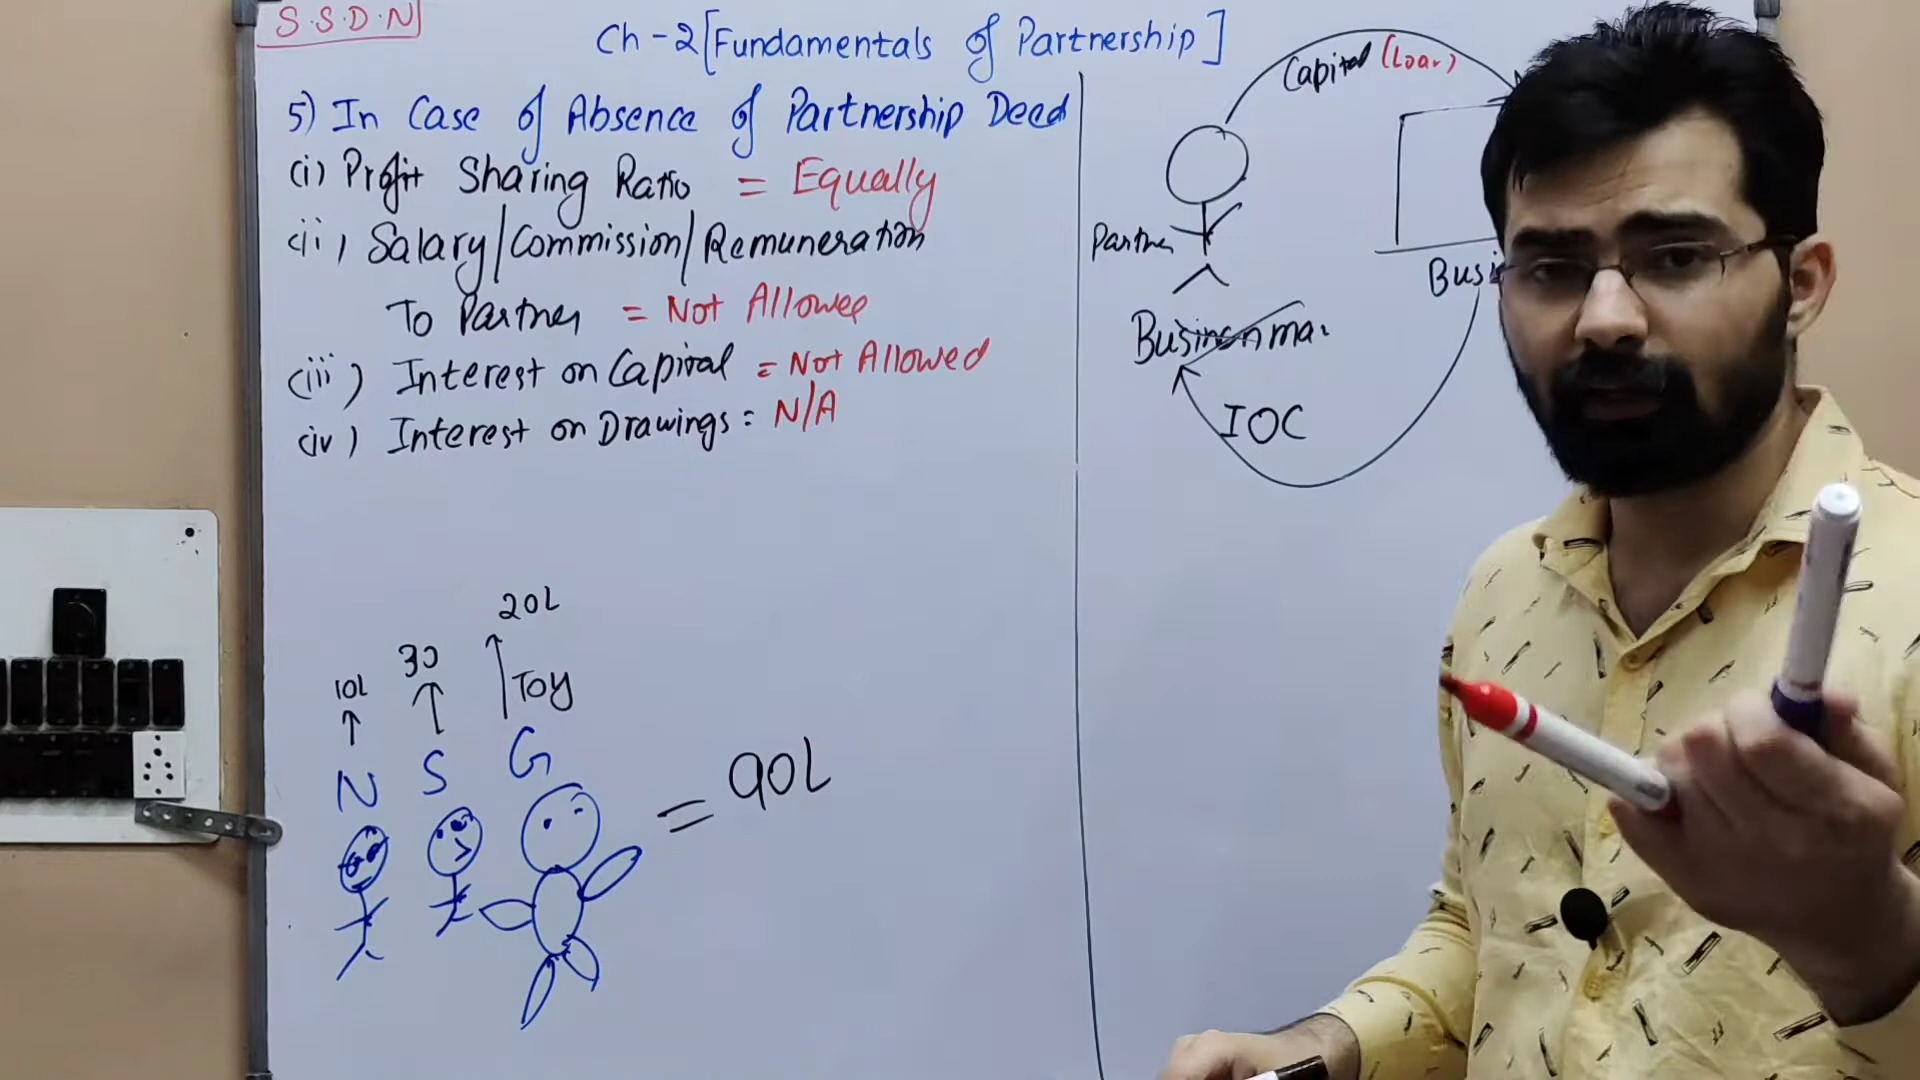 S.S.D.N
Ch-2[Fundamentals of Partnership]
5) In Case of Absence of Partnership Deed
(i) Profit Sharing Ratio = Equally
(ii) Salary/Commission/Remuneration
To Partner = Not Allowee
(iii) Interest on Capital = Not Allowed
(iv) Interest on Drawings: N/A
Capital (Loan)
Partner
Busi
Businessman
IOC
20L
30
10L
Toy
N S G
= 90L